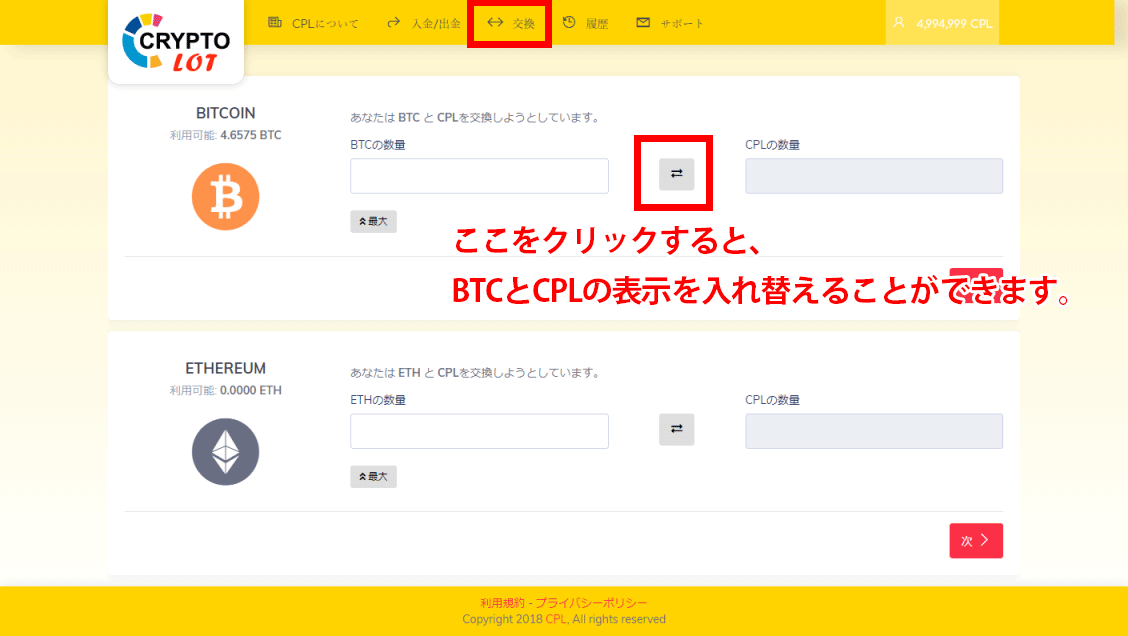 CRYPTO
LOT
CPLについて
入金/出金
交換
履歴
サポート
4,994,999 CPL
BITCOIN
利用可能: 4.6575 BTC
あなたは BTC と CPLを交換しようとしています。
BTCの数量
CPLの数量
最大
ここをクリックすると、
BTCとCPLの表示を入れ替えることができます。
ETHEREUM
利用可能: 0.0000 ETH
あなたは ETH と CPLを交換しようとしています。
ETHの数量
CPLの数量
最大
次
利用規約 - プライバシーポリシー
Copyright 2018 CPL, All rights reserved